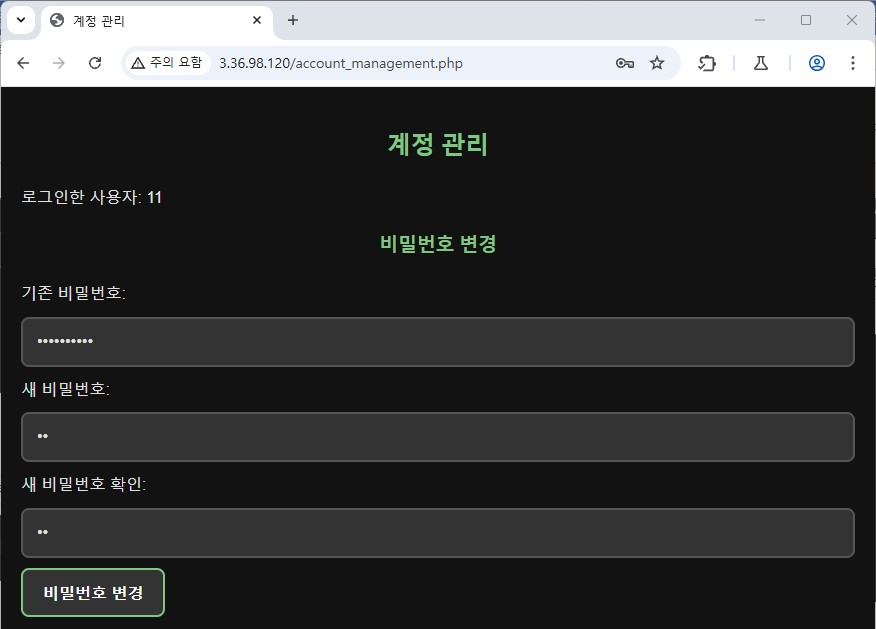 계정 관리
주의 요함 3.36.98.120/account_management.php
계정 관리
로그인한 사용자: 11
비밀번호 변경
기존 비밀번호:
••••••••••
새 비밀번호:
••
새 비밀번호 확인:
••
비밀번호 변경